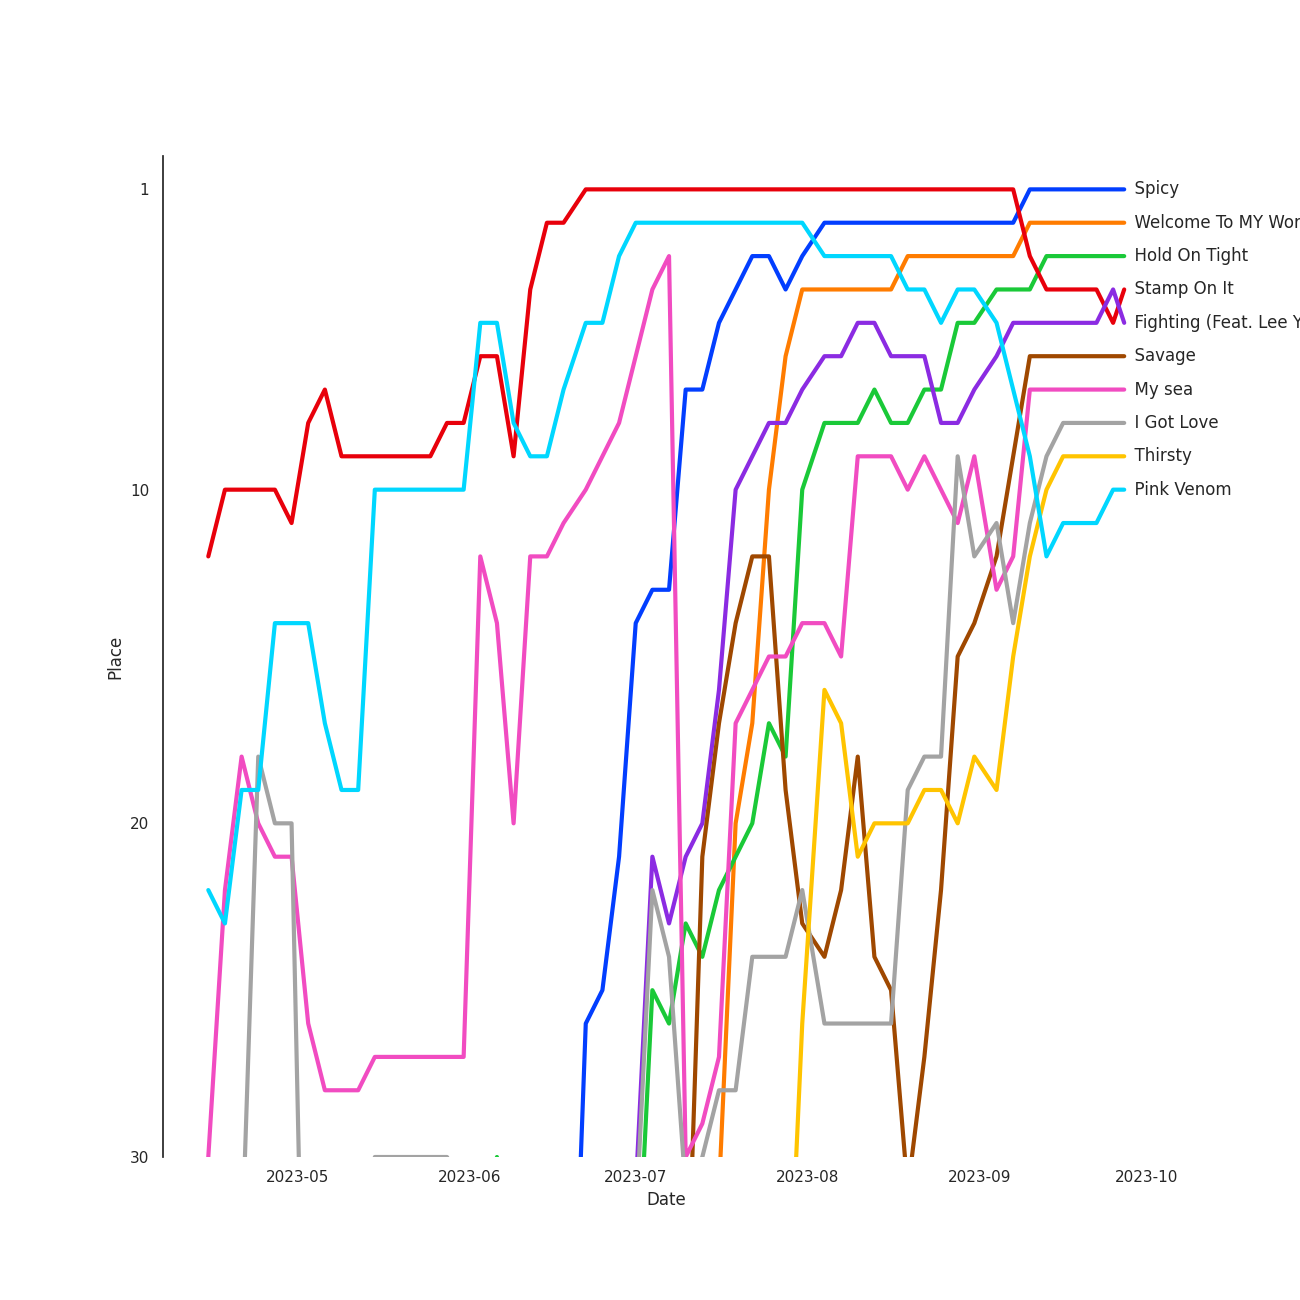 1
10
20
30
Place
2023-05
2023-06
2023-07
2023-08
2023-09
2023-10
Date
Spicy
Welcome To MY Wor
Hold On Tight
Stamp On It
Fighting (Feat. Lee Y
Savage
My sea
I Got Love
Thirsty
Pink Venom